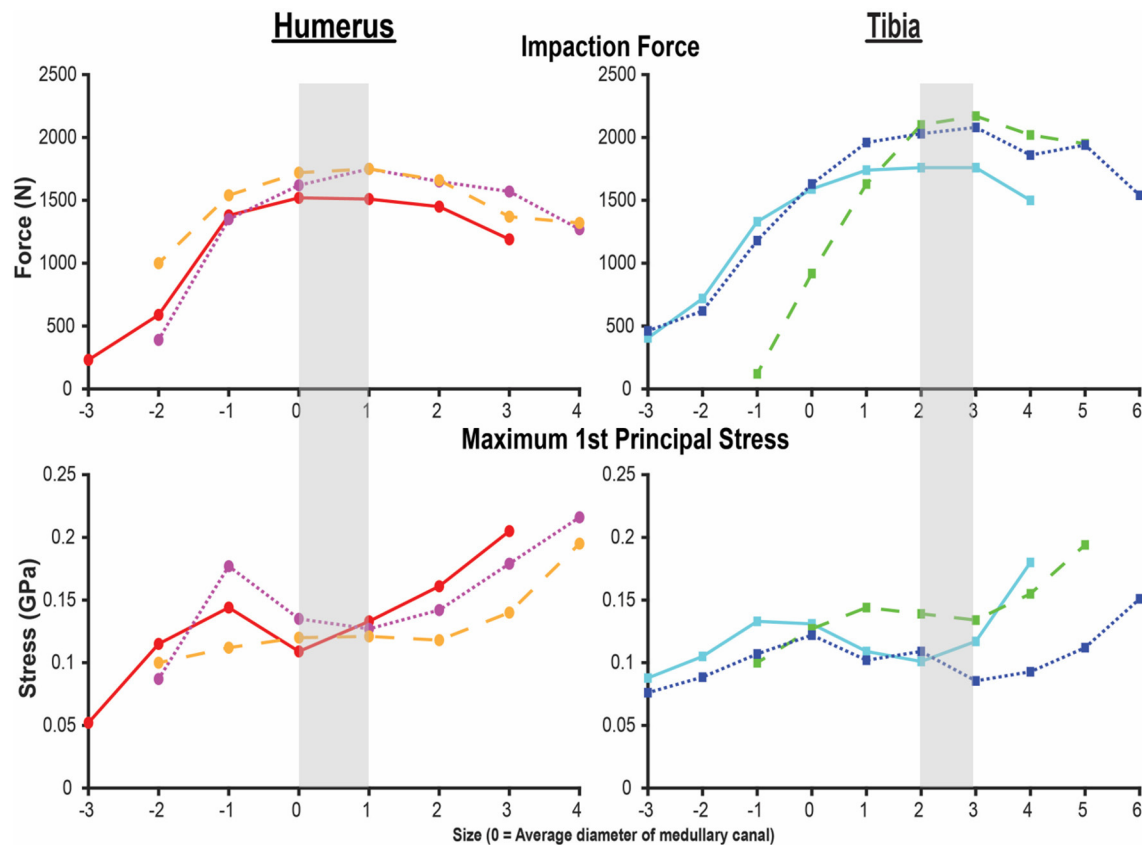 Humerus
Tibia
Impaction Force
Force (N)
2500
2000
1500
1000
500
0
-3 -2 -1 0 1 2 3 4
2500
2000
1500
1000
500
0
-3 -2 -1 0 1 2 3 4 5 6
Maximum 1st Principal Stress
Stress (GPa)
0.25
0.2
0.15
0.1
0.05
0
-3 -2 -1 0 1 2 3 4
0.25
0.2
0.15
0.1
0.05
0
-3 -2 -1 0 1 2 3 4 5 6
Size (0 = Average diameter of medullary canal)